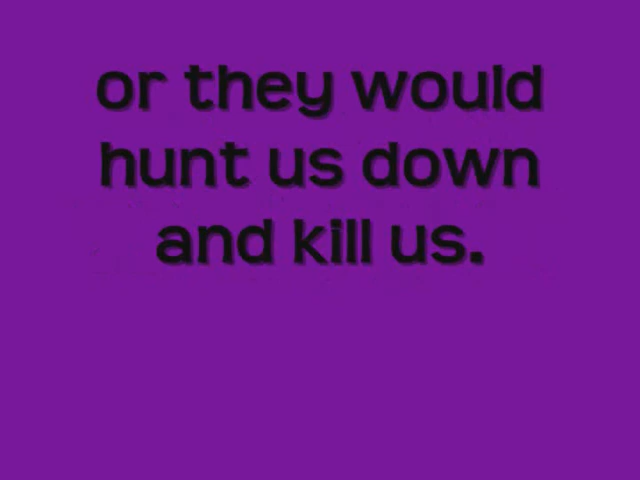 or they would
hunt us down
and kill us.